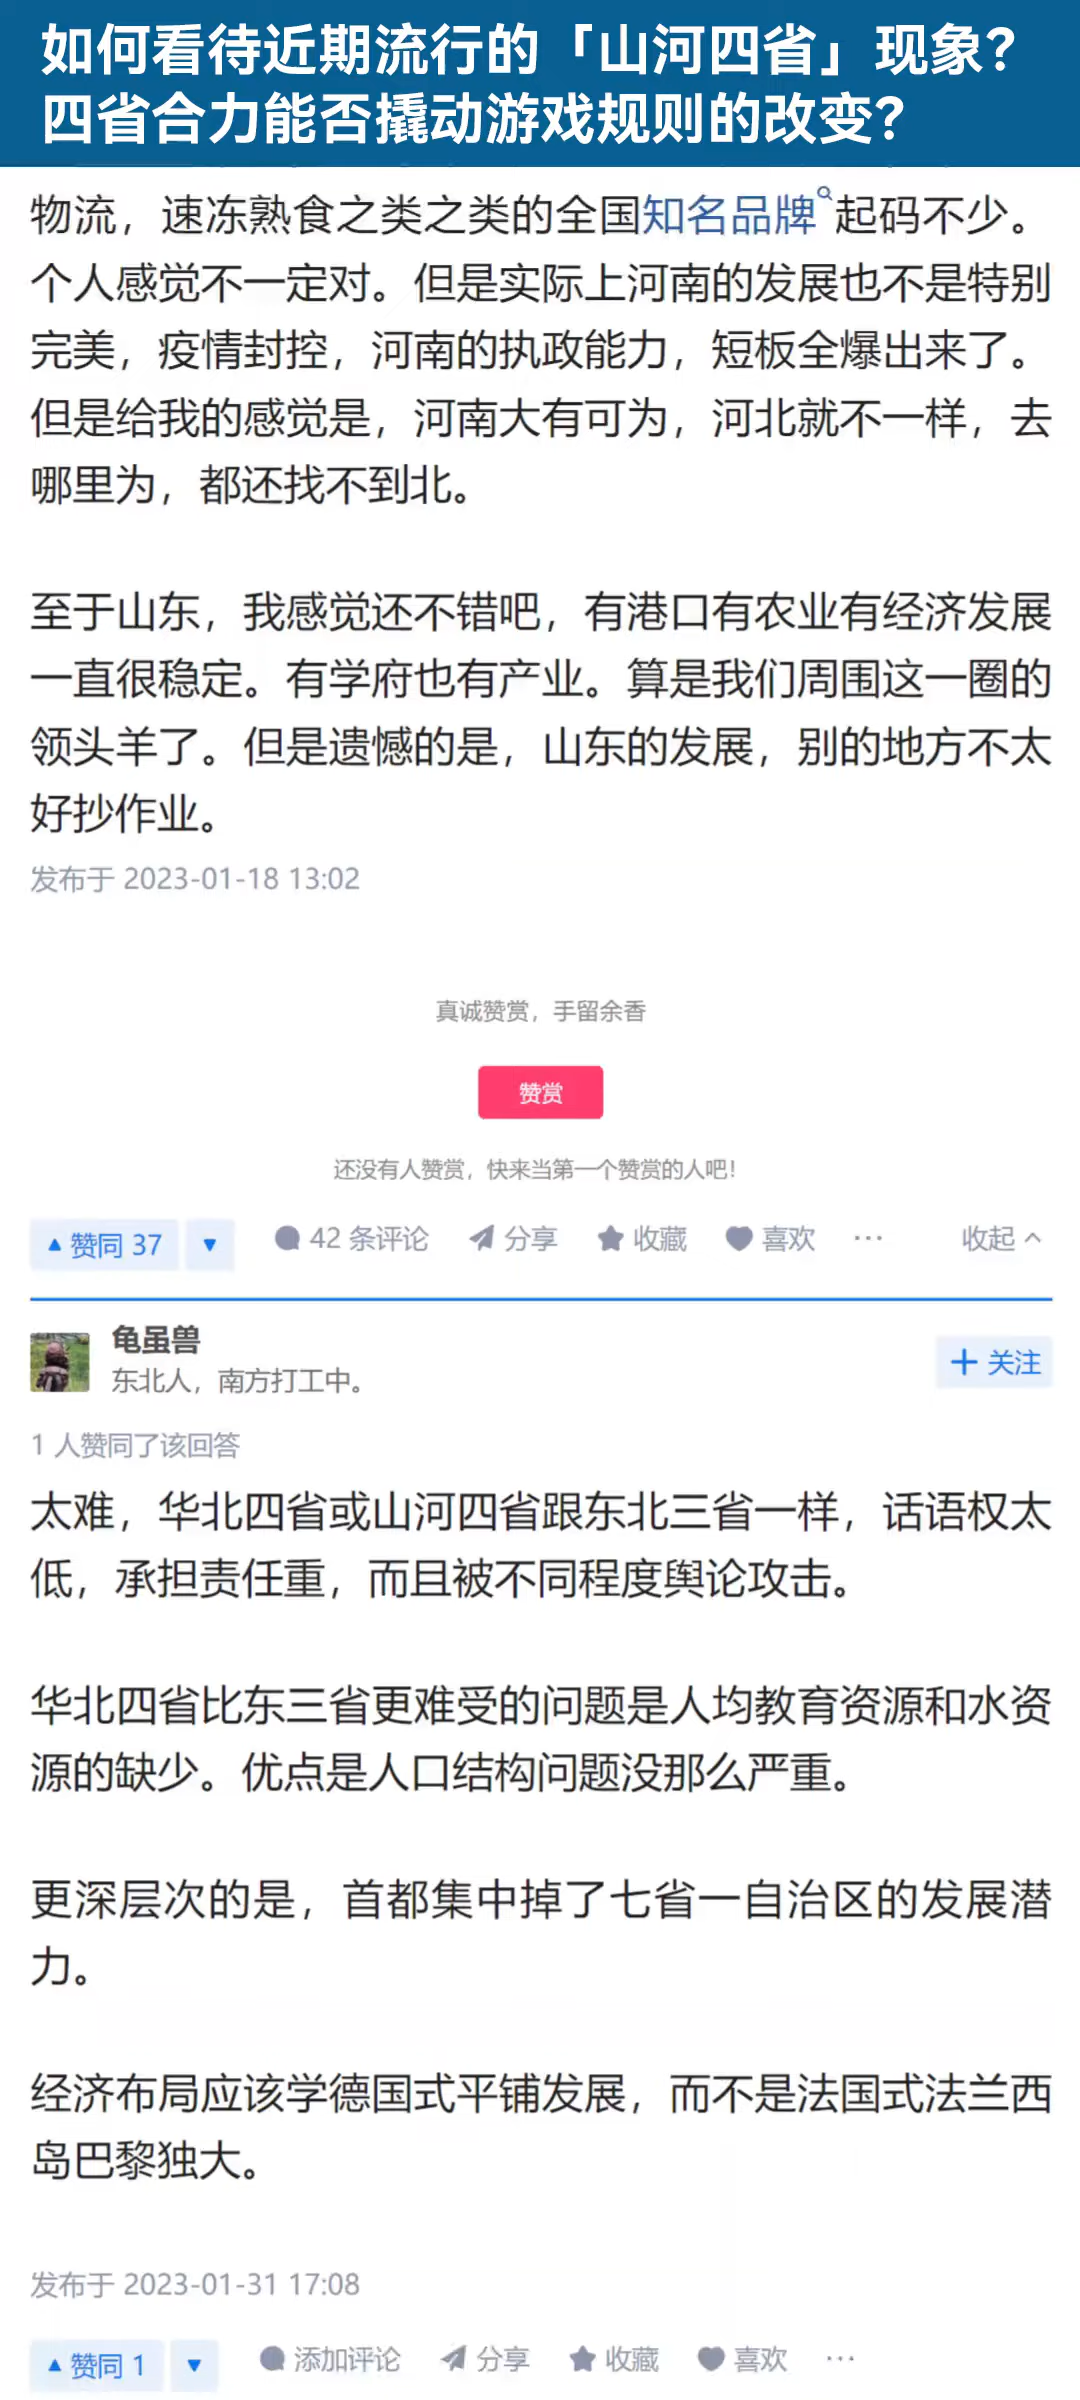 如何看待近期流行的「山河四省」现象？
四省合力能否撬动游戏规则的改变？
物流，速冻熟食之类之类的全国知名品牌起码不少。
个人感觉不一定对。但是实际上河南的发展也不是特别
完美，疫情封控，河南的执政能力，短板全爆出来了。
但是给我的感觉是，河南大有可为，河北就不一样，去
哪里为，都还找不到北。
至于山东，我感觉还不错吧，有港口有农业有经济发展
一直很稳定。有学府也有产业。算是我们周围这一圈的
领头羊了。但是遗憾的是，山东的发展，别的地方不太
好抄作业。
发布于 2023-01-18 13:02
真诚赞赏，手留余香
赞赏
还没有人赞赏，快来当第一个赞赏的人吧！
赞同 37 42 条评论 分享 收藏 喜欢 ··· 收起
龟虽兽
东北人，南方打工中。
关注
1 人赞同了该回答
太难，华北四省或山河四省跟东北三省一样，话语权太
低，承担责任重，而且被不同程度舆论攻击。
华北四省比东三省更难受的问题是人均教育资源和水资
源的缺少。优点是人口结构问题没那么严重。
更深层次的是，首都集中掉了七省一自治区的发展潜
力。
经济布局应该学德国式平铺发展，而不是法国式法兰西
岛巴黎独大。
发布于 2023-01-31 17:08
赞同 1 添加评论 分享 收藏 喜欢 ···